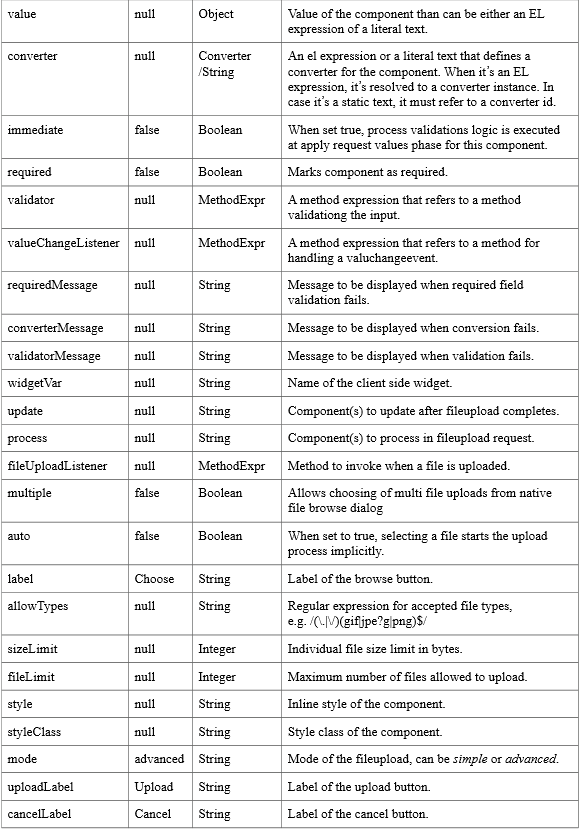 value null Object Value of the component than can be either an EL
expression of a literal text.
converter null Converter An el expression or a literal text that defines a
/String converter for the component. When it's an EL
expression, it's resolved to a converter instance. In
case it's a static text, it must refer to a converter id.
immediate false Boolean When set true, process validations logic is executed
at apply request values phase for this component.
required false Boolean Marks component as required.
validator null MethodExpr A method expression that refers to a method
validationg the input.
valueChangeListener null MethodExpr A method expression that refers to a method for
handling a valuchangeevent.
requiredMessage null String Message to be displayed when required field
validation fails.
converterMessage null String Message to be displayed when conversion fails.
validatorMessage null String Message to be displayed when validation fails.
widgetVar null String Name of the client side widget.
update null String Component(s) to update after fileupload completes.
process null String Component(s) to process in fileupload request.
fileUploadListener null MethodExpr Method to invoke when a file is uploaded.
multiple false Boolean Allows choosing of multi file uploads from native
file browse dialog
auto false Boolean When set to true, selecting a file starts the upload
process implicitly.
label Choose String Label of the browse button.
allowTypes null String Regular expression for accepted file types,
e.g. /(\.|\/)(gif|jpe?g|png)$/
sizeLimit null Integer Individual file size limit in bytes.
fileLimit null Integer Maximum number of files allowed to upload.
style null String Inline style of the component.
styleClass null String Style class of the component.
mode advanced String Mode of the fileupload, can be simple or advanced.
uploadLabel Upload String Label of the upload button.
cancelLabel Cancel String Label of the cancel button.